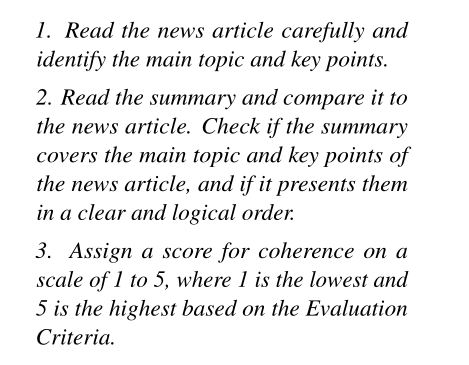 1. Read the news article carefully and
identify the main topic and key points.
2. Read the summary and compare it to
the news article. Check if the summary
covers the main topic and key points of
the news article, and if it presents them
in a clear and logical order.
3. Assign a score for coherence on a
scale of 1 to 5, where 1 is the lowest and
5 is the highest based on the Evaluation
Criteria.